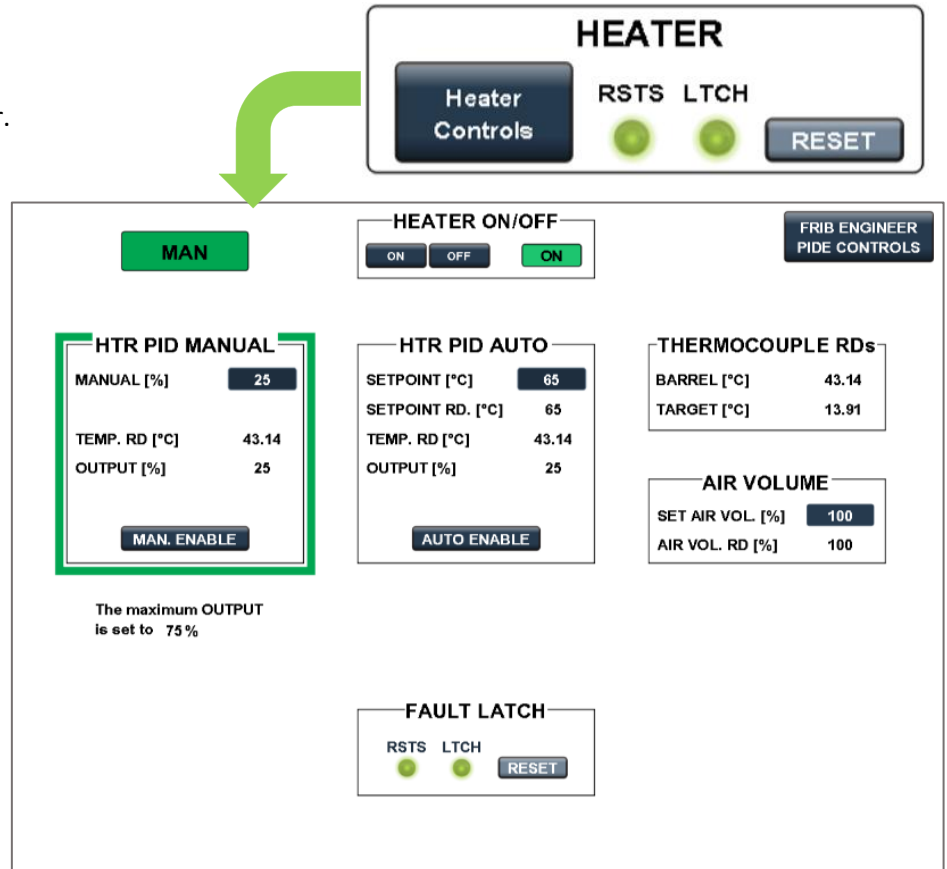 HEATER
Heater
Controls
RSTS LTCH
RESET
r.
MAN
HEATER ON/OFF
ON OFF ON
FRIB ENGINEER
PIDE CONTROLS
HTR PID MANUAL
MANUAL [%] 25
TEMP. RD [°C] 43.14
OUTPUT [%] 25
MAN. ENABLE
The maximum OUTPUT
is set to 75%
HTR PID AUTO
SETPOINT [°C] 65
SETPOINT RD. [°C] 65
TEMP. RD [°C] 43.14
OUTPUT [%] 25
AUTO ENABLE
THERMOCOUPLE RDs
BARREL [°C] 43.14
TARGET [°C] 13.91
AIR VOLUME
SET AIR VOL. [%] 100
AIR VOL. RD [%] 100
FAULT LATCH
RSTS LTCH
RESET